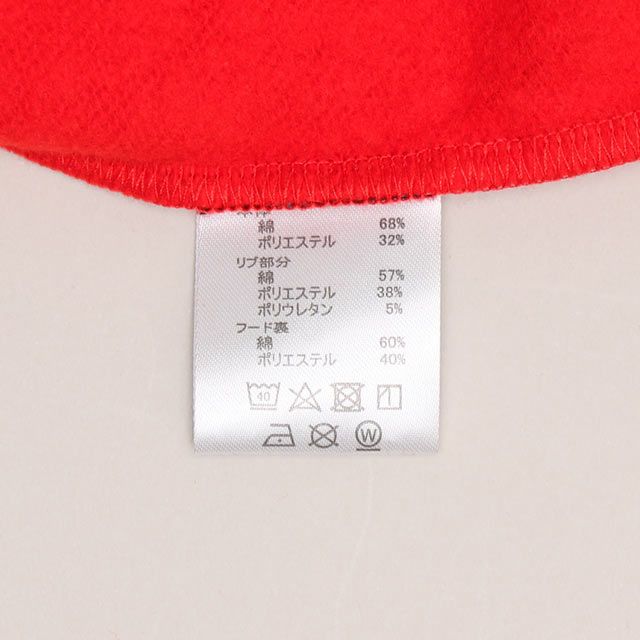 本体
綿 68%
ポリエステル 32%
リブ部分
綿 57%
ポリエステル 38%
ポリウレタン 5%
フード裏
綿 60%
ポリエステル 40%
40
W